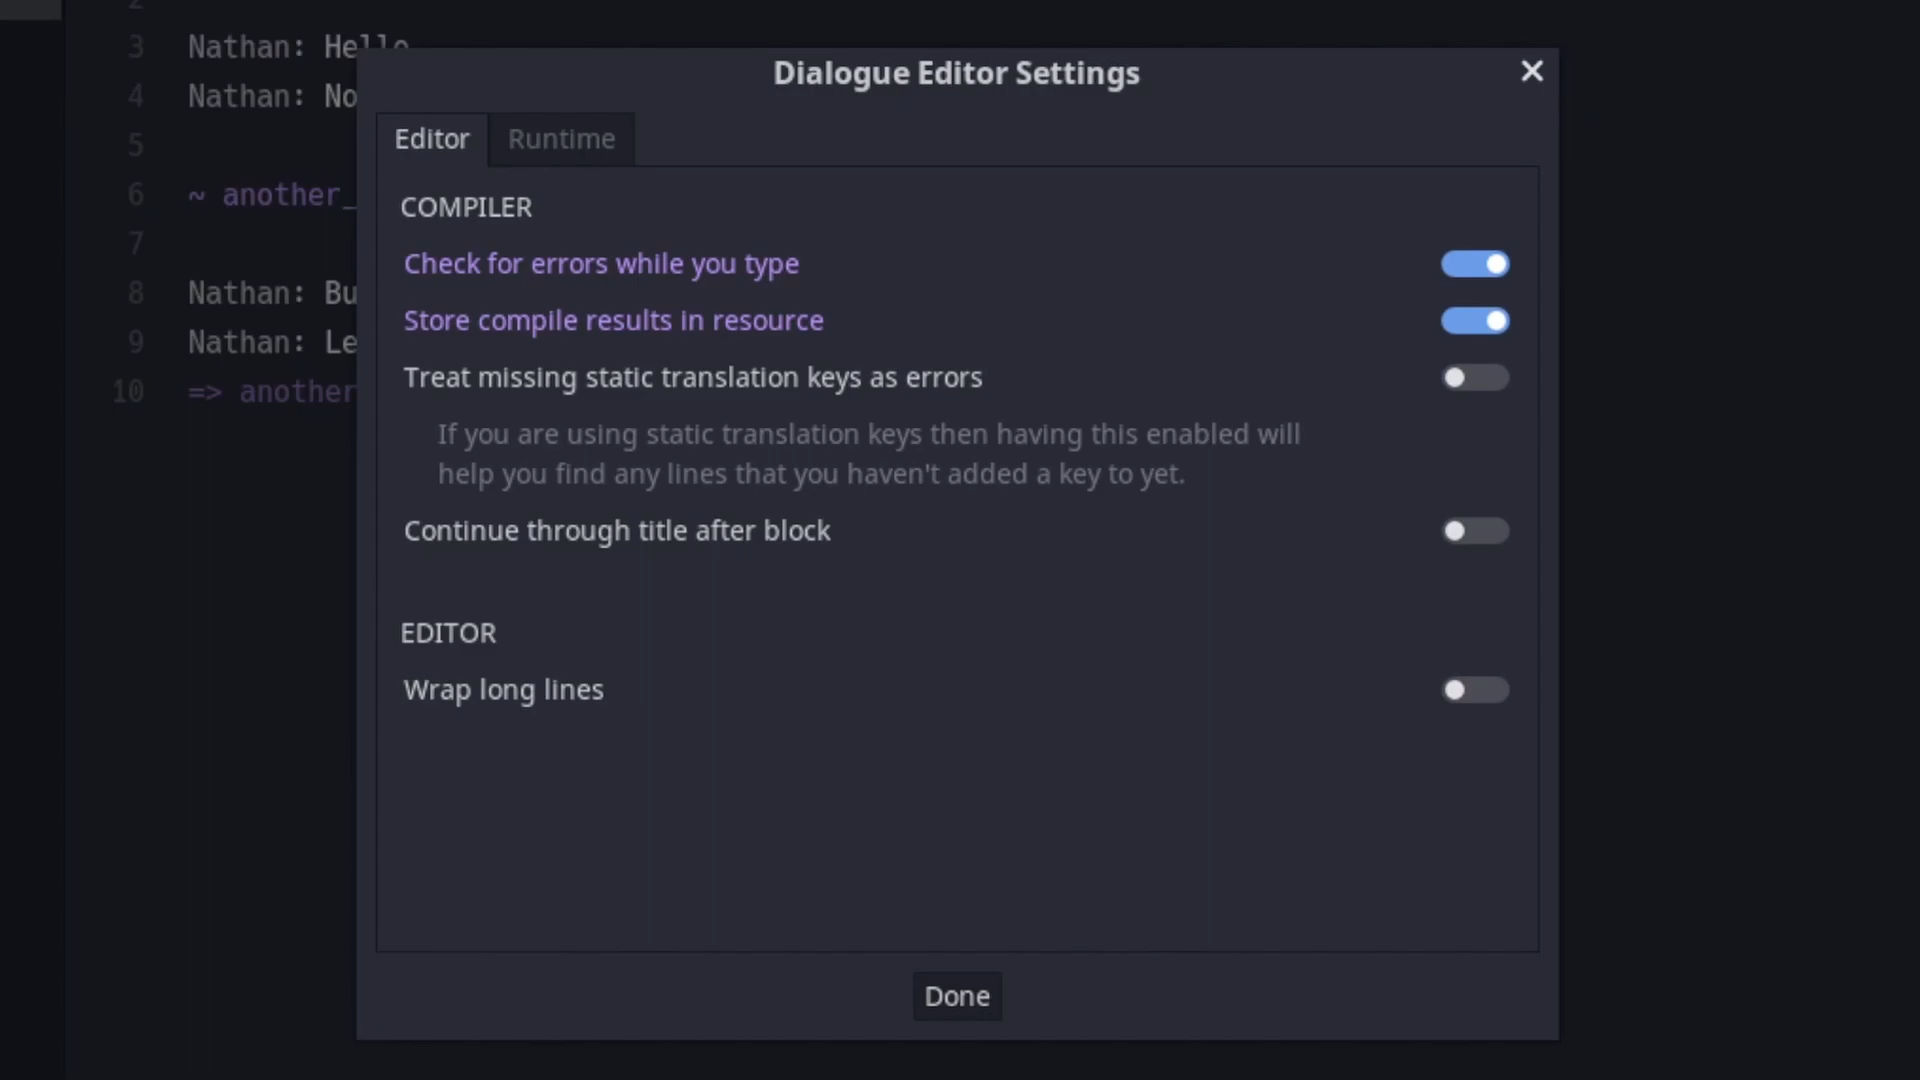 2
3 Nathan: Hello
4 Nathan: No
5
6 ~ another_
7
8 Nathan: Bu
9 Nathan: Le
10 => another
Dialogue Editor Settings
Editor Runtime
COMPILER
Check for errors while you type
Store compile results in resource
Treat missing static translation keys as errors
If you are using static translation keys then having this enabled will
help you find any lines that you haven't added a key to yet.
Continue through title after block
EDITOR
Wrap long lines
Done